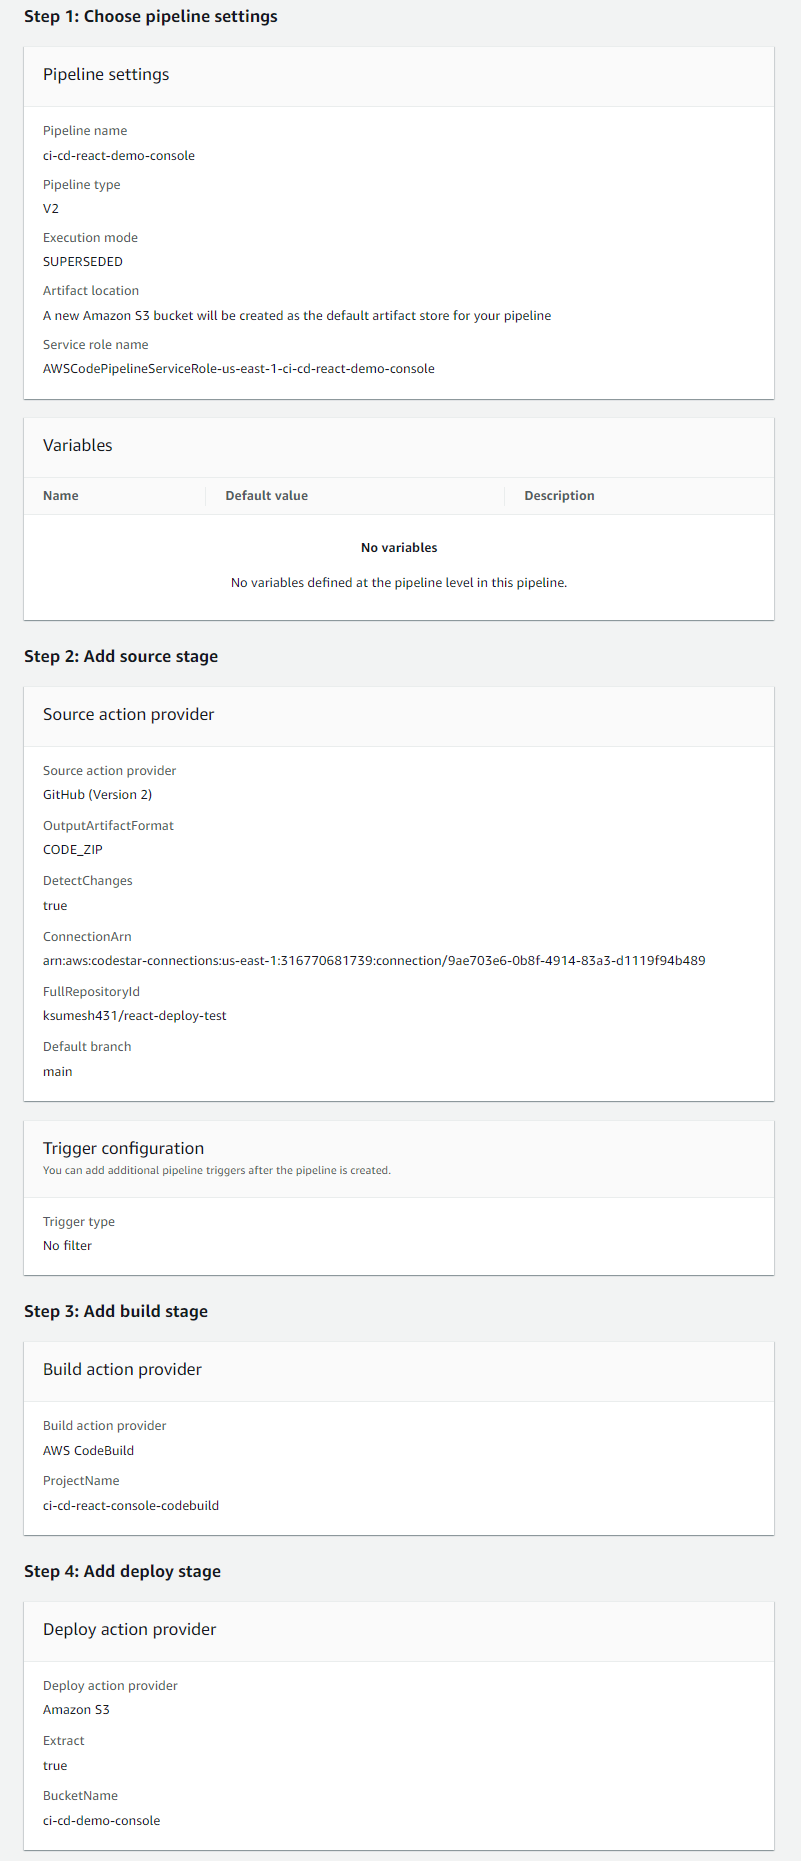 Step 1: Choose pipeline settings
Pipeline settings
Pipeline name
ci-cd-react-demo-console
Pipeline type
V2
Execution mode
SUPERSEDED
Artifact location
A new Amazon S3 bucket will be created as the default artifact store for your pipeline
Service role name
AWSCodePipelineServiceRole-us-east-1-ci-cd-react-demo-console
Variables
Name Default value Description
No variables
No variables defined at the pipeline level in this pipeline.
Step 2: Add source stage
Source action provider
Source action provider
GitHub (Version 2)
OutputArtifactFormat
CODE_ZIP
DetectChanges
true
ConnectionArn
arn:aws:codestar-connections:us-east-1:316770681739:connection/9ae703e6-0b8f-4914-83a3-d1119f94b489
FullRepositoryId
ksumesh431/react-deploy-test
Default branch
main
Trigger configuration
You can add additional pipeline triggers after the pipeline is created.
Trigger type
No filter
Step 3: Add build stage
Build action provider
Build action provider
AWS CodeBuild
ProjectName
ci-cd-react-console-codebuild
Step 4: Add deploy stage
Deploy action provider
Deploy action provider
Amazon S3
Extract
true
BucketName
ci-cd-demo-console